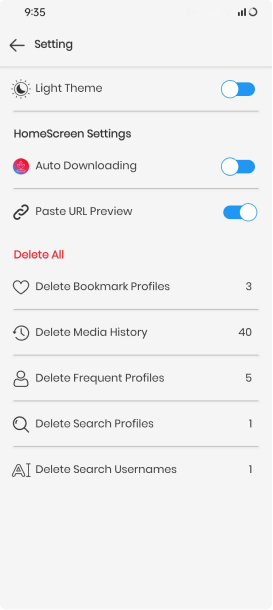 9:35
Setting
Light Theme
HomeScreen Settings
Auto Downloading
Paste URL Preview
Delete All
Delete Bookmark Profiles 3
Delete Media History 40
Delete Frequent Profiles 5
Delete Search Profiles 1
Delete Search Usernames 1